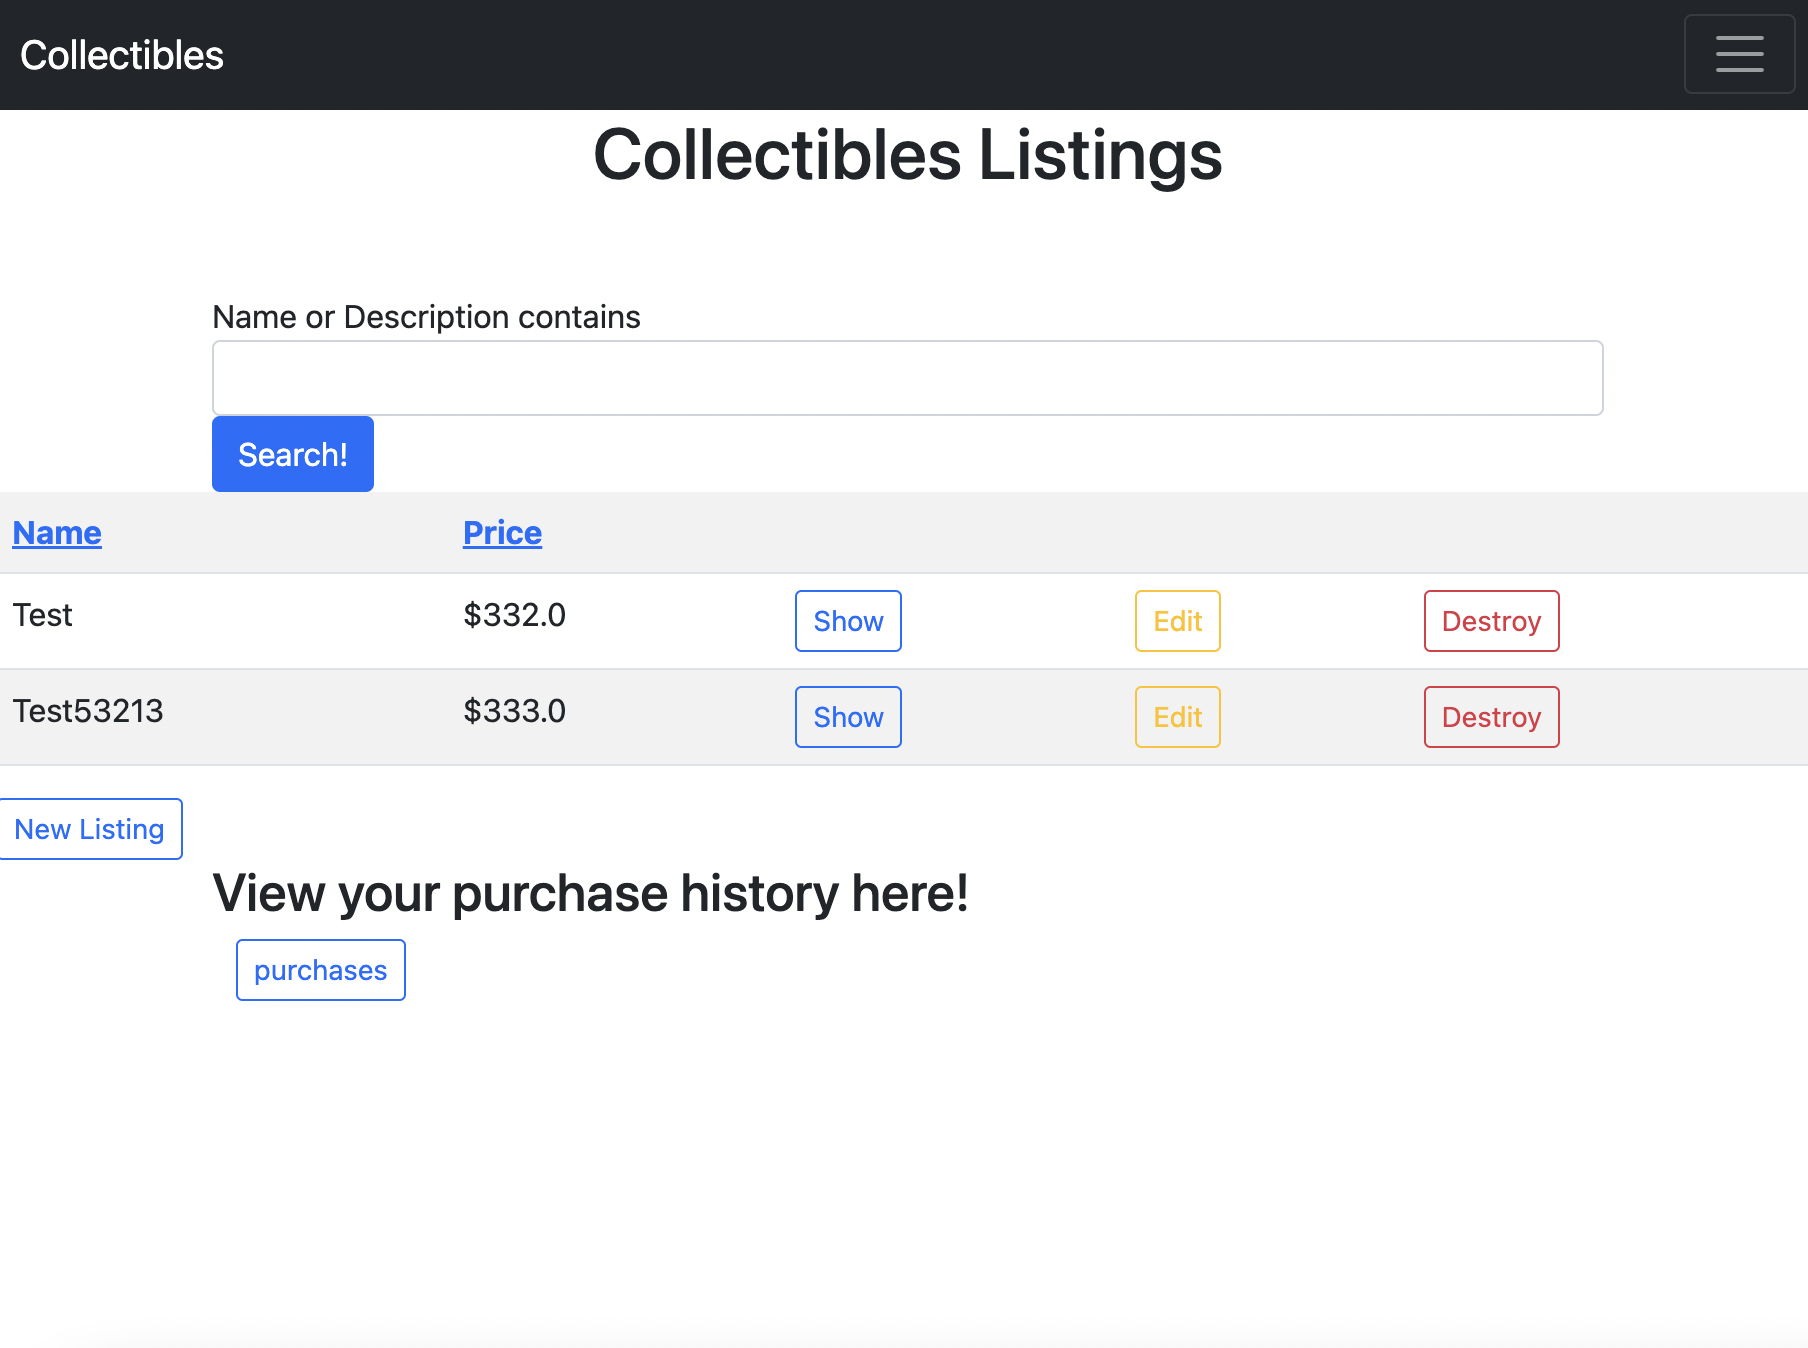 Collectibles
Collectibles Listings
Name or Description contains
Search!
Name Price
Test $332.0 Show Edit Destroy
Test53213 $333.0 Show Edit Destroy
New Listing
View your purchase history here!
purchases